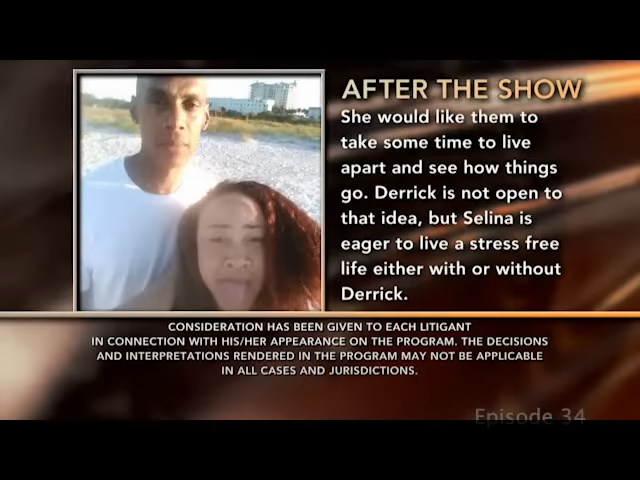 AFTER THE SHOW
She would like them to
take some time to live
apart and see how things
go. Derrick is not open to
that idea, but Selina is
eager to live a stress free
life either with or without
Derrick.
CONSIDERATION HAS BEEN GIVEN TO EACH LITIGANT
IN CONNECTION WITH HIS/HER APPEARANCE ON THE PROGRAM. THE DECISIONS
AND INTERPRETATIONS RENDERED IN THE PROGRAM MAY NOT BE APPLICABLE
IN ALL CASES AND JURISDICTIONS.
Episode 34